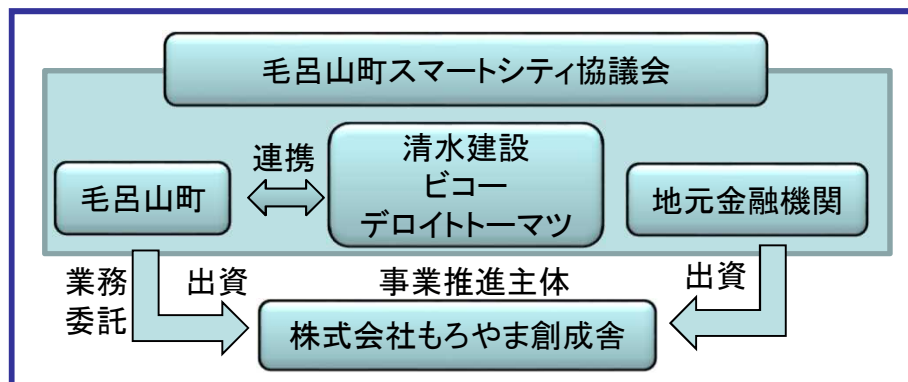 毛呂山町スマートシティ協議会
連携
清水建設
ビコー
デロイトトーマツ
毛呂山町
地元金融機関
業務
委託
出資
事業推進主体
出資
株式会社もろやま創成舎